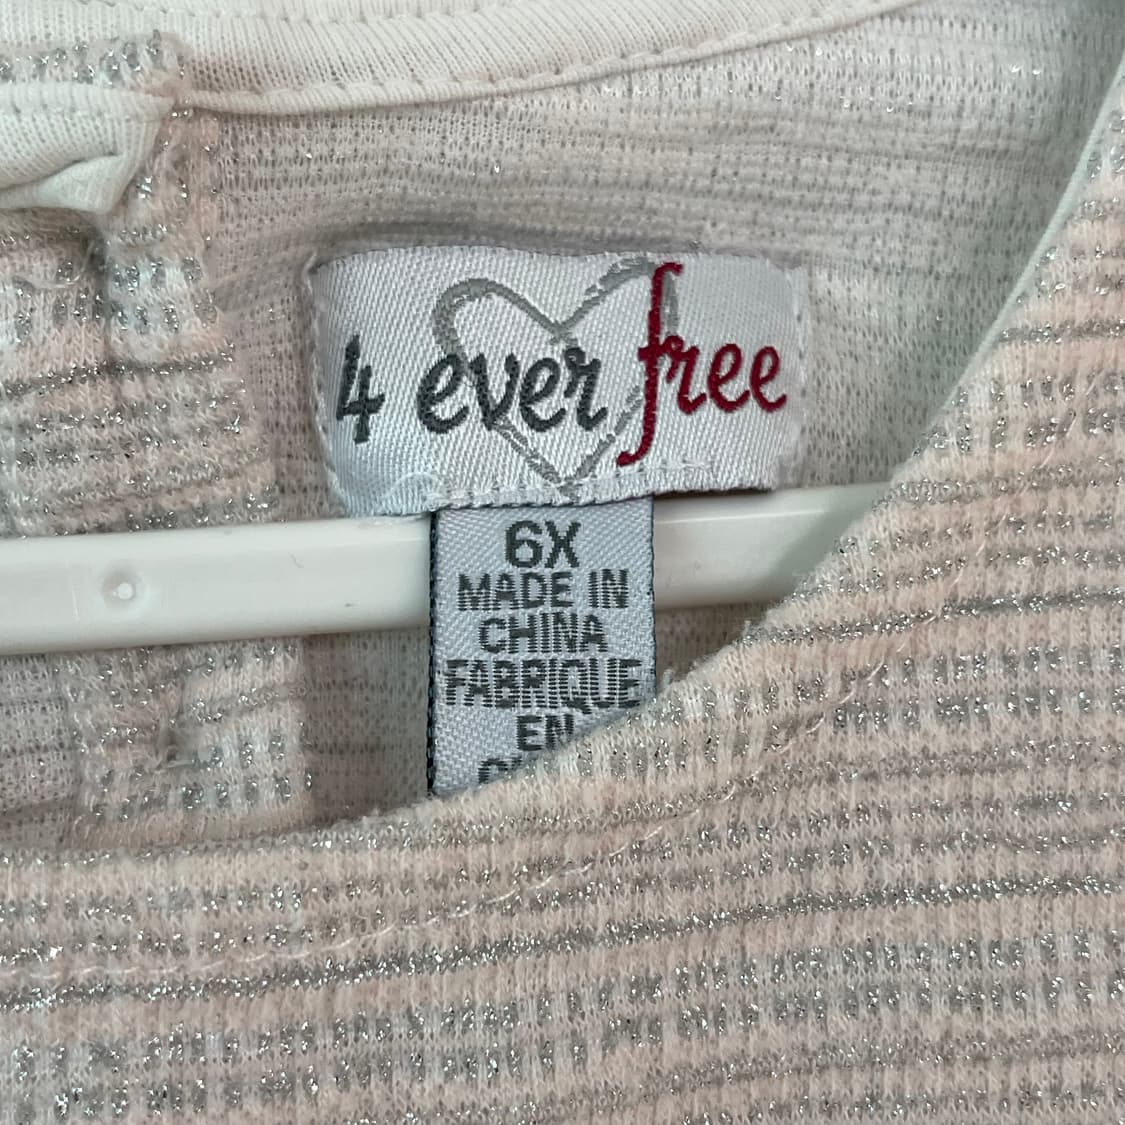 4 ever free
6X
MADE IN
CHINA
FABRIQUE
EN